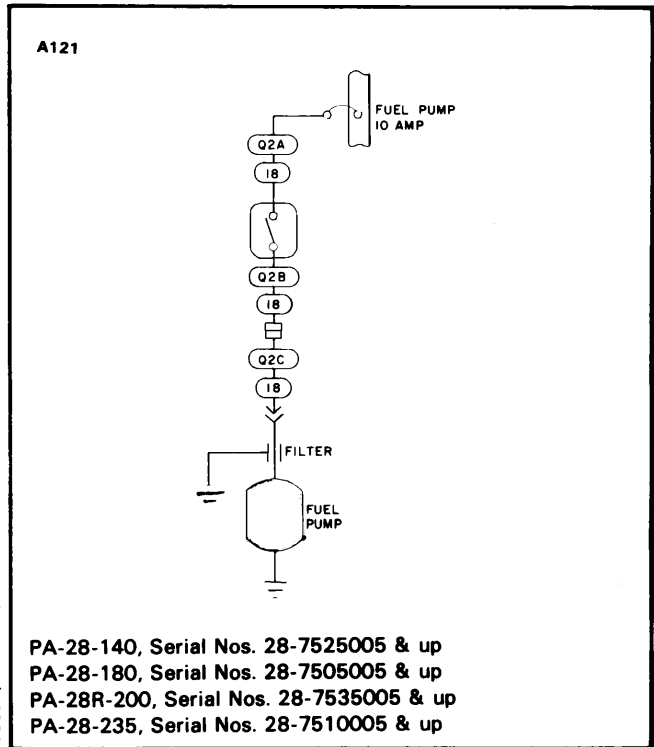 A121
FUEL PUMP
10 AMP
Q2A
18
Q2B
18
Q2C
18
FILTER
FUEL
PUMP
PA-28-140, Serial Nos. 28-7525005 & up
PA-28-180, Serial Nos. 28-7505005 & up
PA-28R-200, Serial Nos. 28-7535005 & up
PA-28-235, Serial Nos. 28-7510005 & up